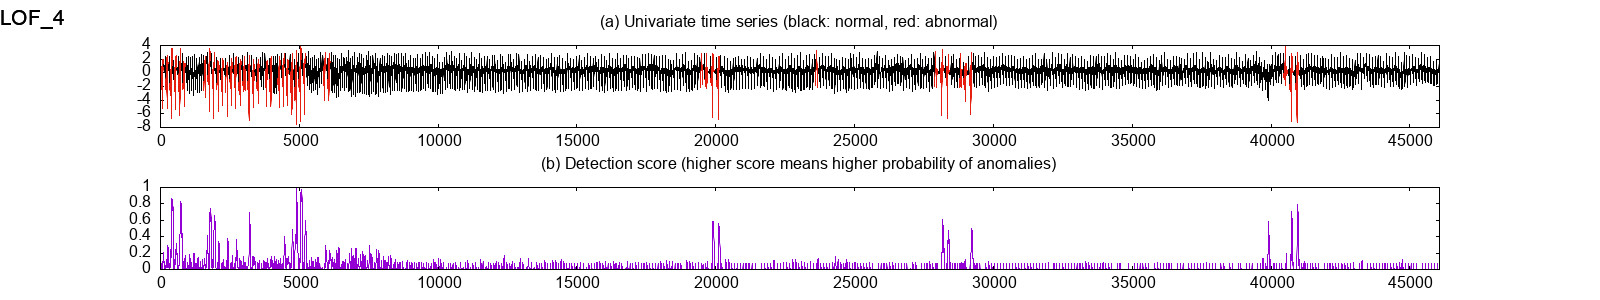 LOF_4
(a) Univariate time series (black: normal, red: abnormal)
4
2
0
-2
-4
-6
-8
0 5000 10000 15000 20000 25000 30000 35000 40000 45000
(b) Detection score (higher score means higher probability of anomalies)
1
0.8
0.6
0.4
0.2
0
0 5000 10000 15000 20000 25000 30000 35000 40000 45000